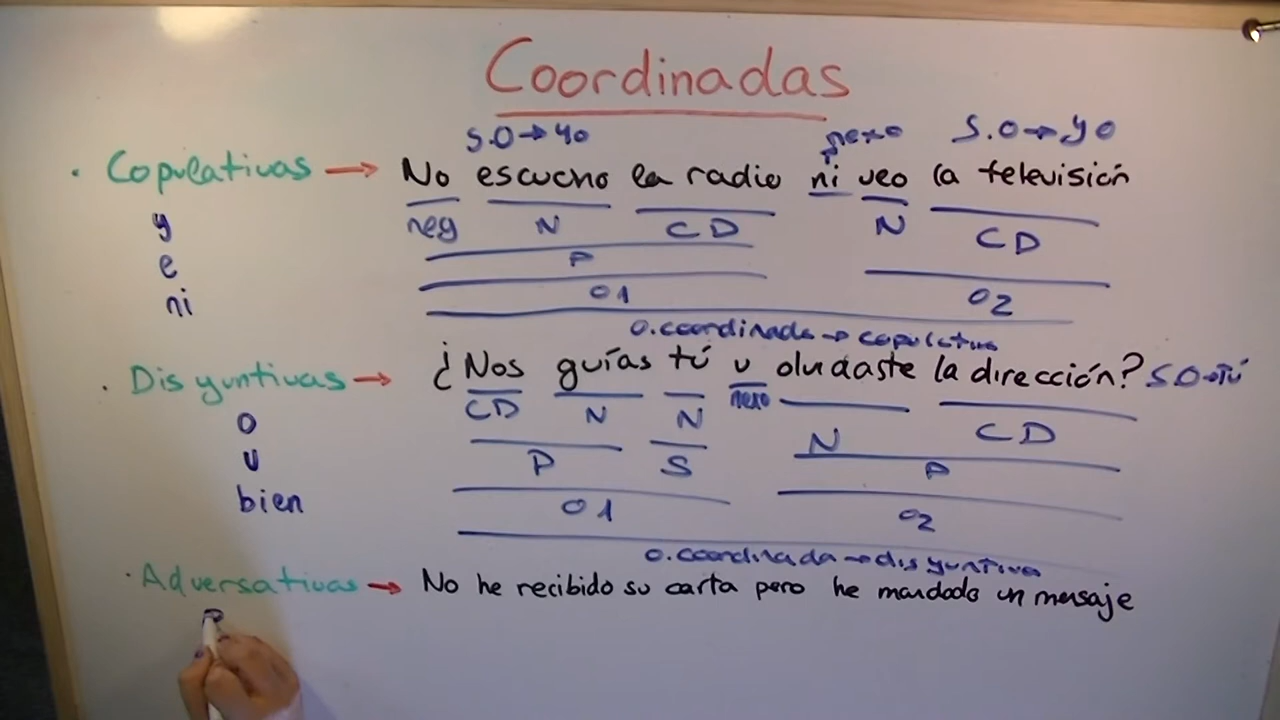 Coordinadas
S.O → yo nexo S.O → yo
· Copulativas → No escucho la radio ni veo la televisión
y neg N CD N CD
e P
ni O1 O2
O. coordinada → copulativa
· Disyuntivas → ¿Nos guías tú u olvidaste la dirección? S O → Tú
CD N N nexo
o N CD
u P S P
bien O1 O2
O. coordinada → disyuntiva
· Adversativas → No he recibido su carta pero he mandado un mensaje